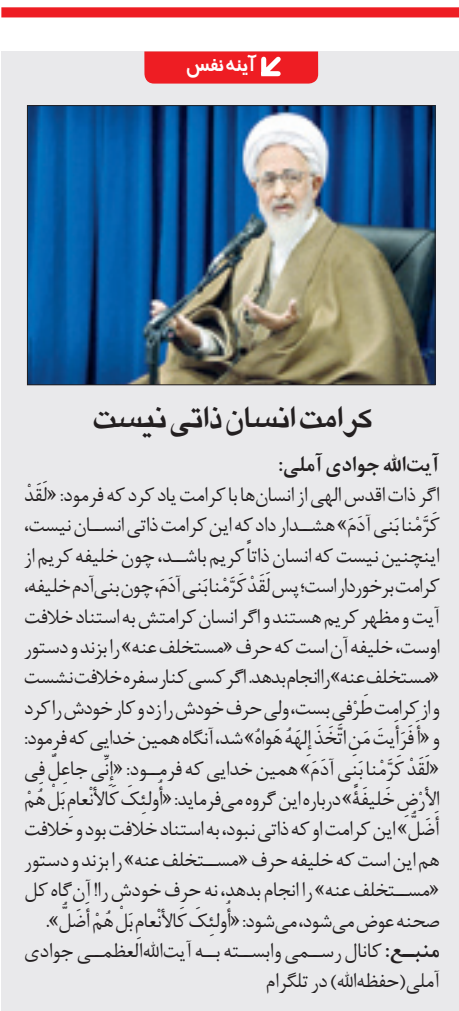 آینه نفس
کرامت انسان ذاتی نیست
آیت‌الله جوادی آملی:
اگر ذات اقدس الهی از انسان‌ها با کرامت یاد کرد که فرمود: «لَقَدْ
کَرَّمْنا بَنی آدَمَ» هشدار داد که این کرامت ذاتی انسان نیست،
اینچنین نیست که انسان ذاتاً کریم باشد، چون خلیفه کریم از
کرامت برخوردار است؛ پس لَقَدْ کَرَّمْنا بَنی آدَمَ، چون بنی‌آدم خلیفه،
آیت و مظهر کریم هستند و اگر انسان کرامتش به استناد خلافت
اوست، خلیفه آن است که حرف «مستخلف عنه» را بزند و دستور
«مستخلف عنه» را انجام بدهد. اگر کسی کنار سفره خلافت نشست
و از کرامت طَرْفی بست، ولی حرف خودش را زد و کار خودش را کرد
و «أَ فَرَأَیتَ مَنِ اتَّخَذَ إِلهَهُ هَواهُ» شد، آنگاه همین خدایی که فرمود:
«لَقَدْ کَرَّمْنا بَنی آدَمَ» همین خدایی که فرمود: «إِنِّی جاعِلٌ فِی
الأَرْضِ خَلیفَةً» درباره این گروه می‌فرماید: «أُولئِکَ کَالأَنْعامِ بَلْ هُمْ
أَضَلُّ» این کرامت او که ذاتی نبود، به استناد خلافت بود و خلافت
هم این است که خلیفه حرف «مستخلف عنه» را بزند و دستور
«مستخلف عنه» را انجام بدهد، نه حرف خودش را! آن گاه کل
صحنه عوض می‌شود، می‌شود: «أُولئِکَ کَالأَنْعامِ بَلْ هُمْ أَضَلُّ».
منبع: کانال رسمی وابسته به آیت‌الله‌العظمی جوادی
آملی(حفظه‌الله) در تلگرام